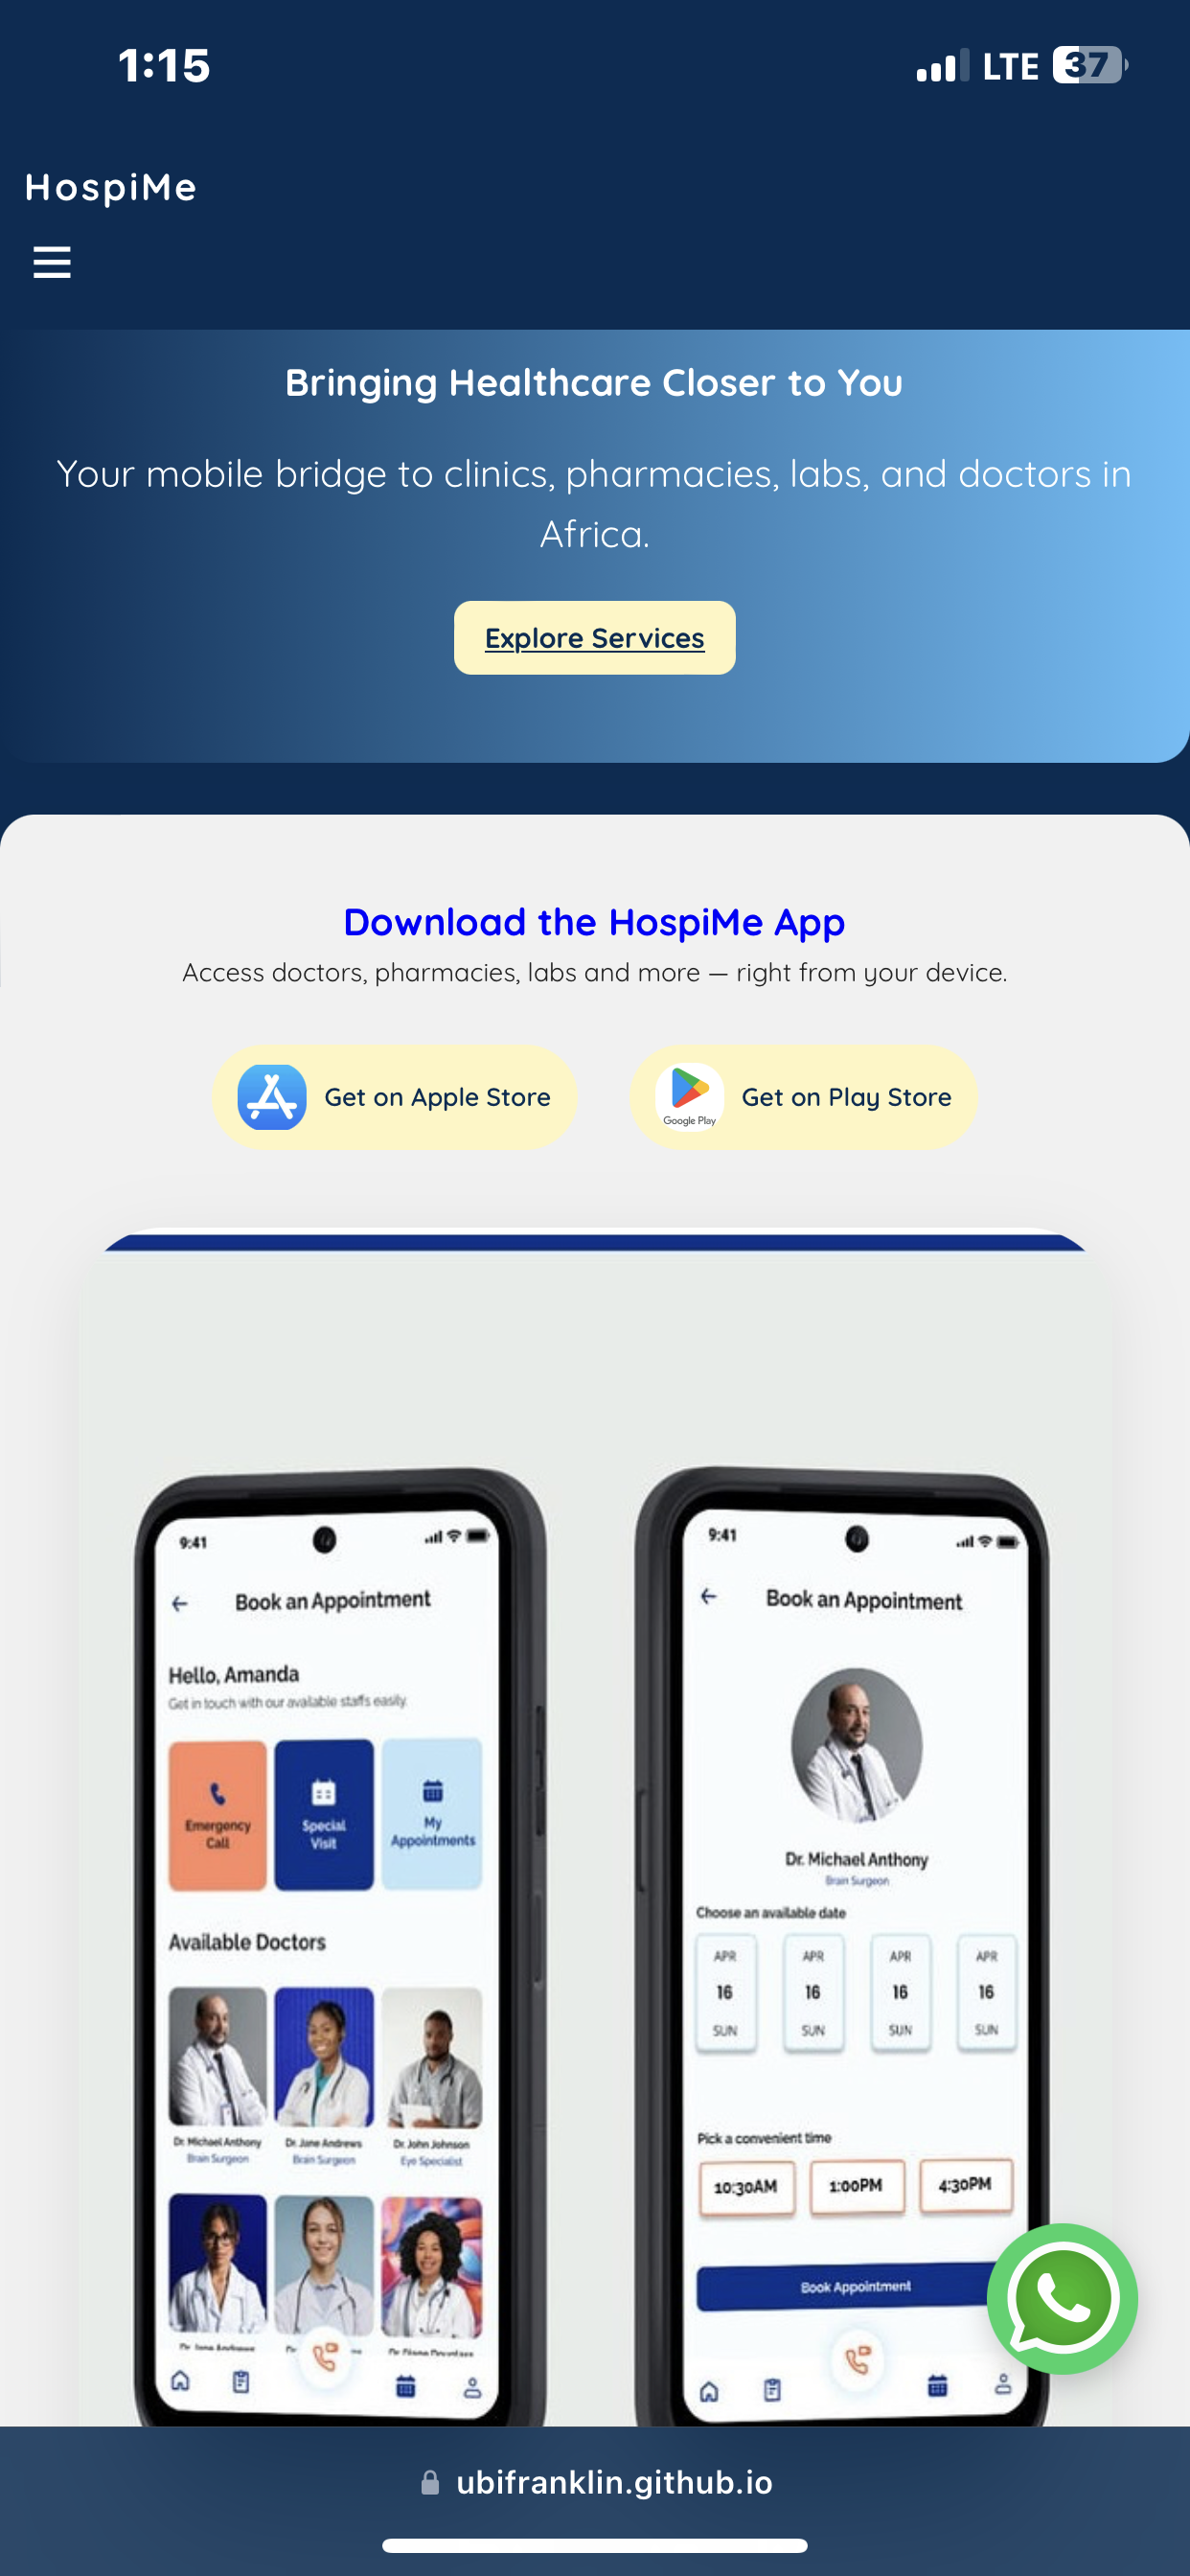 1:15
LTE 37
HospiMe
Bringing Healthcare Closer to You
Your mobile bridge to clinics, pharmacies, labs, and doctors in
Africa.
Explore Services
Download the HospiMe App
Access doctors, pharmacies, labs and more — right from your device.
Get on Apple Store
Google Play
Get on Play Store
9:41
Book an Appointment
Hello, Amanda
Get in touch with our available staffs easily.
Emergency
Call
Special
Visit
My
Appointments
Available Doctors
Dr. Michael Anthony
Brain Surgeon
Dr. Jane Andrews
Brain Surgeon
Dr. John Johnson
Eye Specialist
9:41
Book an Appointment
Dr. Michael Anthony
Brain Surgeon
Choose an available date
APR APR APR APR
16 16 16 16
SUN SUN SUN SUN
Pick a convenient time
10:30AM 1:00PM 4:30PM
Book Appointment
ubifranklin.github.io